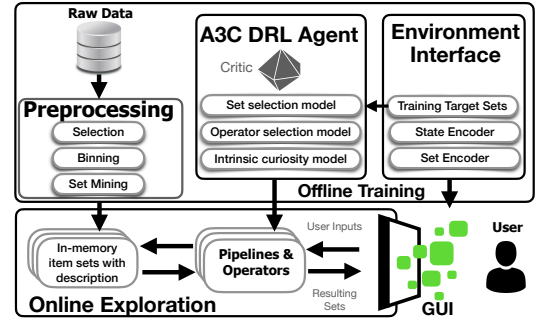 Raw Data
Preprocessing
Selection
Binning
Set Mining
A3C DRL Agent
Critic
Set selection model
Operator selection model
Intrinsic curiosity model
Environment
Interface
Training Target Sets
State Encoder
Set Encoder
Offline Training
In-memory
item sets with
description
Pipelines &
Operators
User Inputs
Resulting
Sets
User
GUI
Online Exploration